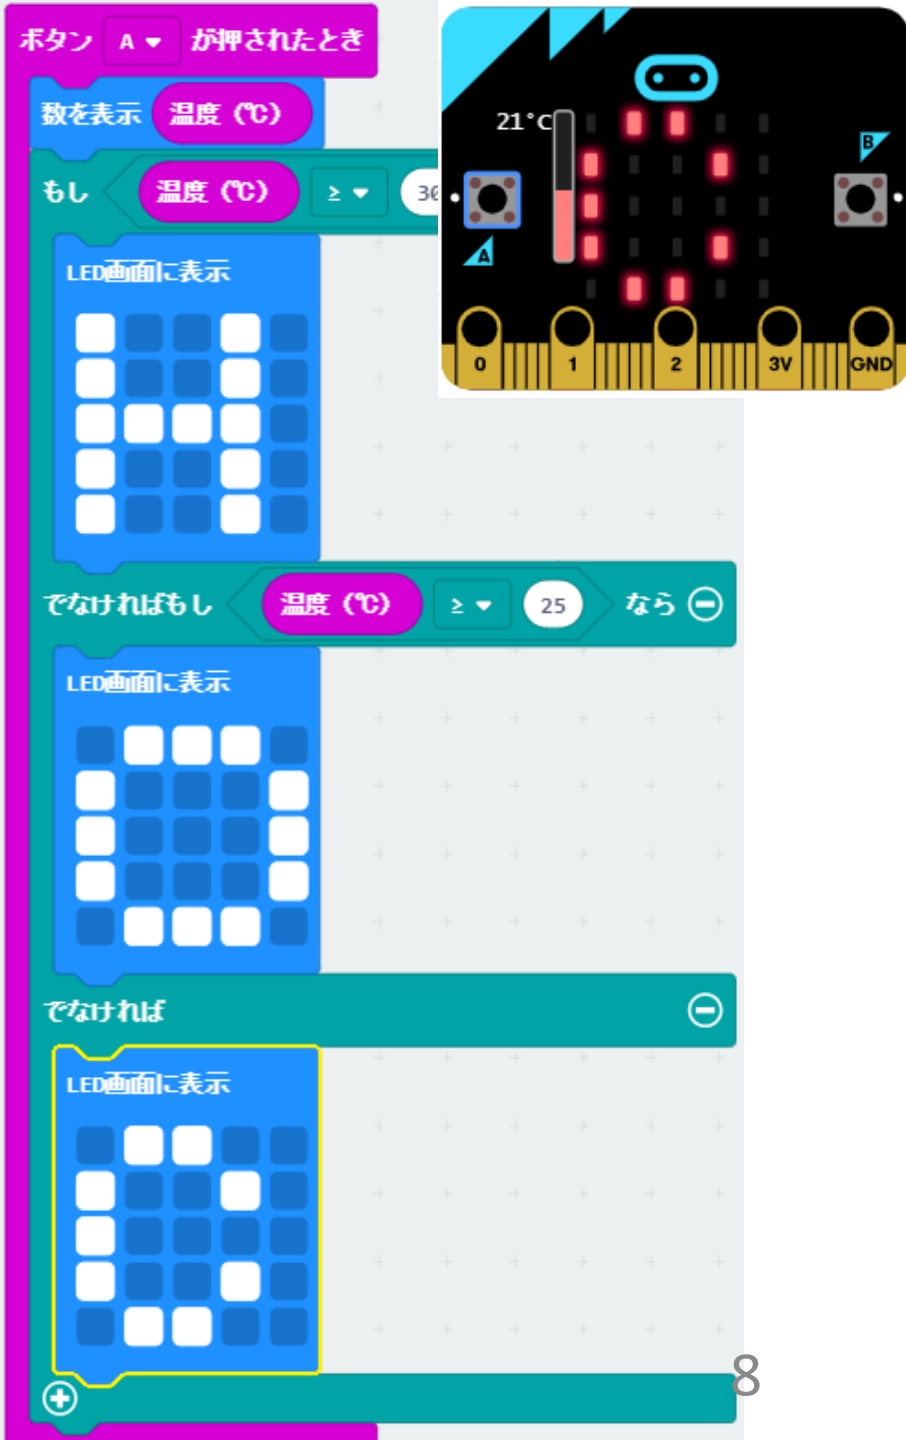 ボタン A が押されたとき
数を表示 温度（℃）
もし 温度（℃） ≥ 30
LED画面に表示
でなければもし 温度（℃） ≥ 25 なら
LED画面に表示
でなければ
LED画面に表示
21°C
B
A
0 1 2 3V GND
8